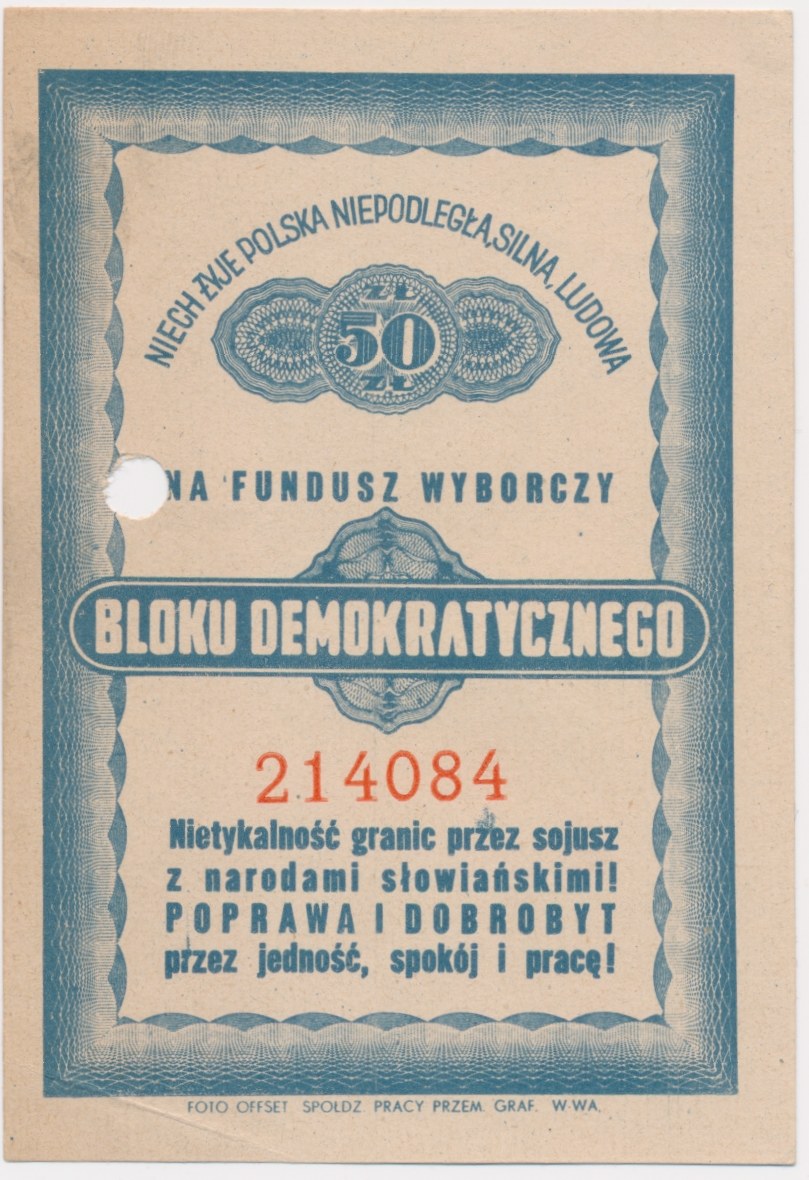 NIECH ŻYJE POLSKA NIEPODLEGŁA, SILNA, LUDOWA
ZŁ
50
ZŁ
NA FUNDUSZ WYBORCZY
BLOKU DEMOKRATYCZNEGO
214084
Nietykalność granic przez sojusz
z narodami słowiańskimi!
POPRAWA I DOBROBYT
przez jedność, spokój i pracę!
FOTO OFFSET SPOŁDZ. PRACY PRZEM. GRAF. W-WA.